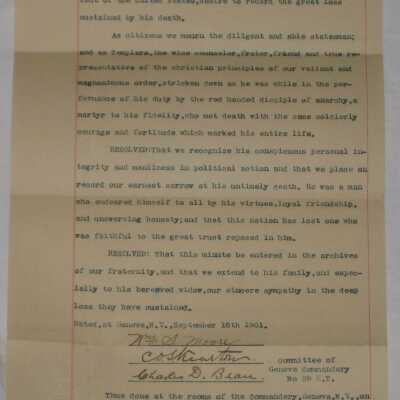 of the United States, desire to record the great loss
sustained by his death.
As citizens we mourn the diligent and able statesman;
and as Templars, the wise counselor, frater, friend and true rep-
resentative of the christian principles of our valiant and
magnanimous order, stricken down as he was while in the per-
formance of his duty by the red handed disciple of anarchy, a
martyr to his fidelity, who met death with the same soldierly
courage and fortitude which marked his entire life.
RESOLVED: That we recognize his conspicuous personal in-
tegrity and manliness in political action and that we place on
record our earnest sorrow at his untimely death. He was a man
who endeared himself to all by his virtues, loyal friendship,
and unswerving honesty; and that this nation has lost one who
was faithful to the great trust reposed in him.
RESOLVED: That this minute be entered in the archives
of our fraternity, and that we extend to his family, and espec-
ially to his bereaved widow, our sincere sympathy in the deep
loss they have sustained.
Dated, at Geneva, N.Y., September 18th 1901.
Wm S. Moore
Charles D. Bean
Committee of
Geneva Commandery
No 29 K.T.
Thus done at the rooms of the Commandery, Geneva, N.Y., on